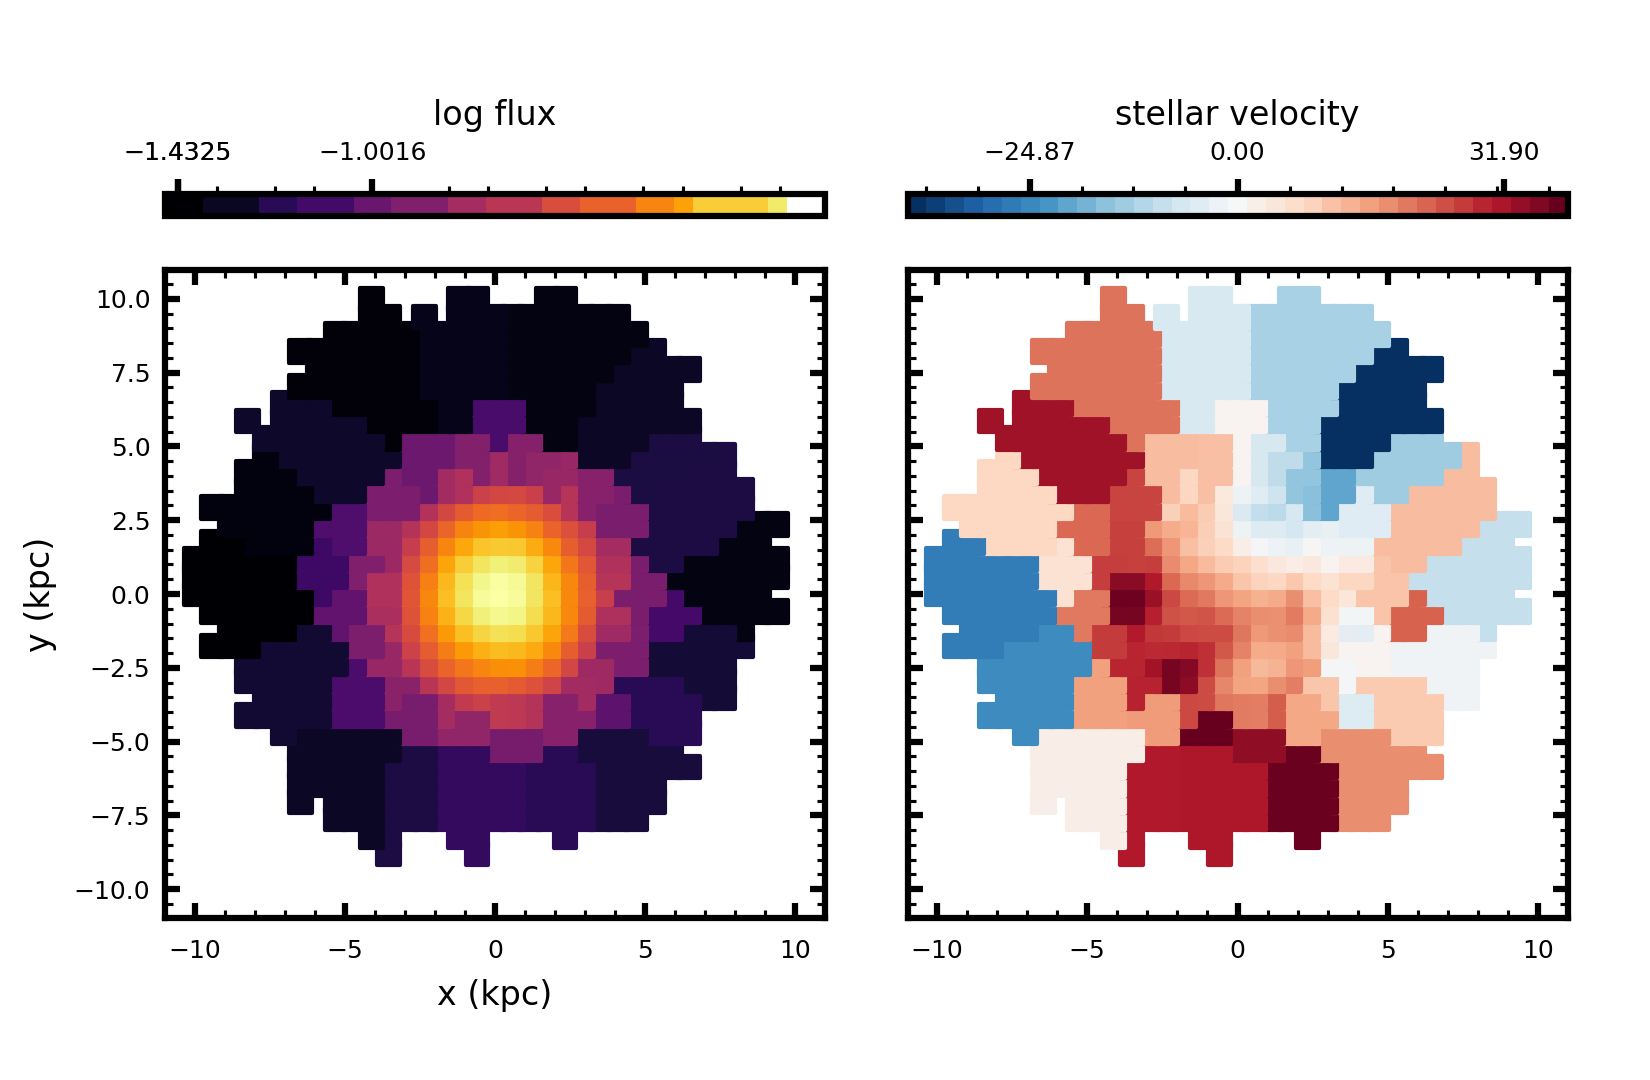 log flux
stellar velocity
−1.4325 −1.0016
−24.87 0.00 31.90
10.0
7.5
5.0
2.5
0.0
−2.5
−5.0
−7.5
−10.0
y (kpc)
−10 −5 0 5 10
−10 −5 0 5 10
x (kpc)